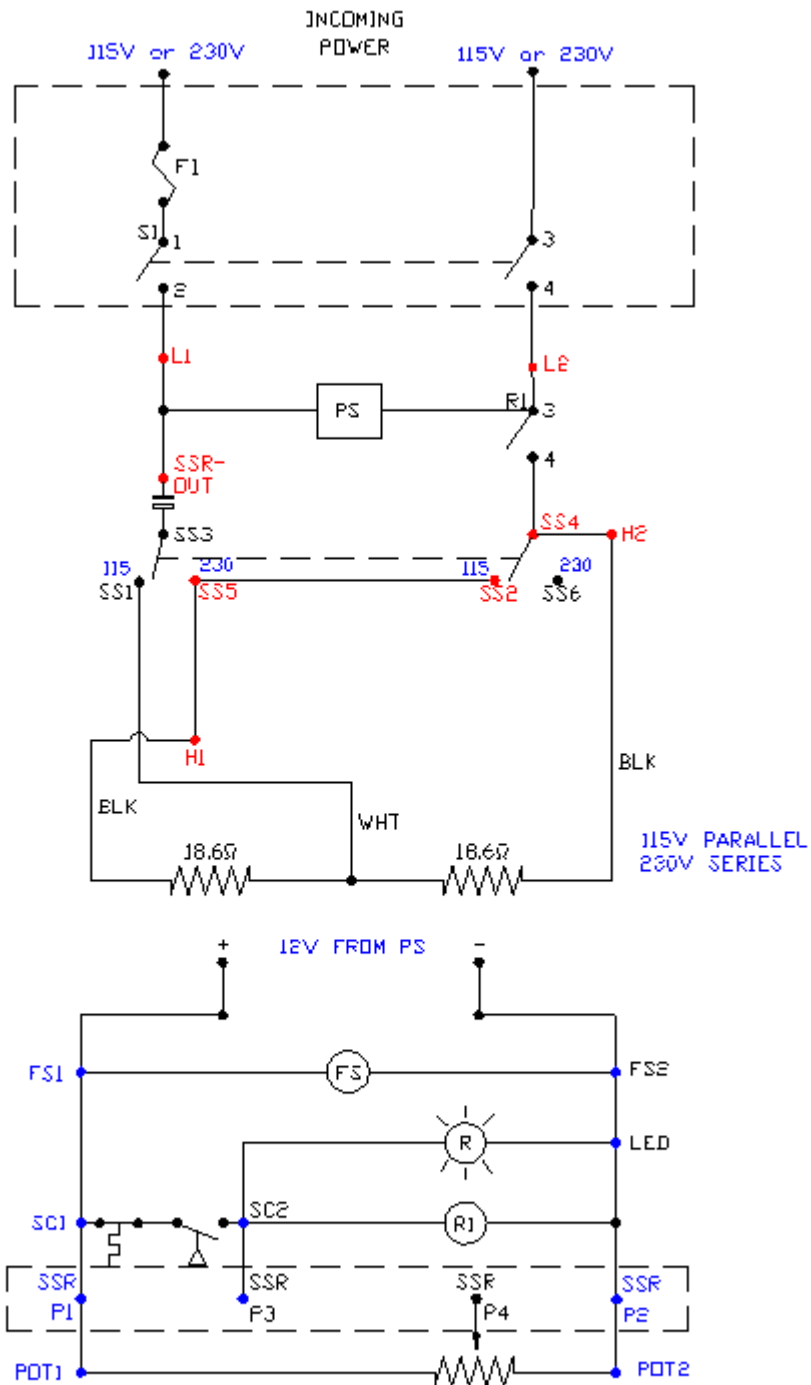 INCOMING
POWER
115V or 230V
115V or 230V
F1
S1
1
3
2
4
L1
L2
PS
R1
3
SSR-
OUT
4
SS3
SS4
H2
115
230
115
230
SS1
SS5
SS2
SS6
H1
BLK
BLK
WHT
18.6Ω
18.6Ω
115V PARALLEL
230V SERIES
+
12V FROM PS
-
FS1
FS
FS2
R
LED
SC1
SC2
R1
SSR
SSR
SSR
SSR
P1
P3
P4
P2
POT1
POT2